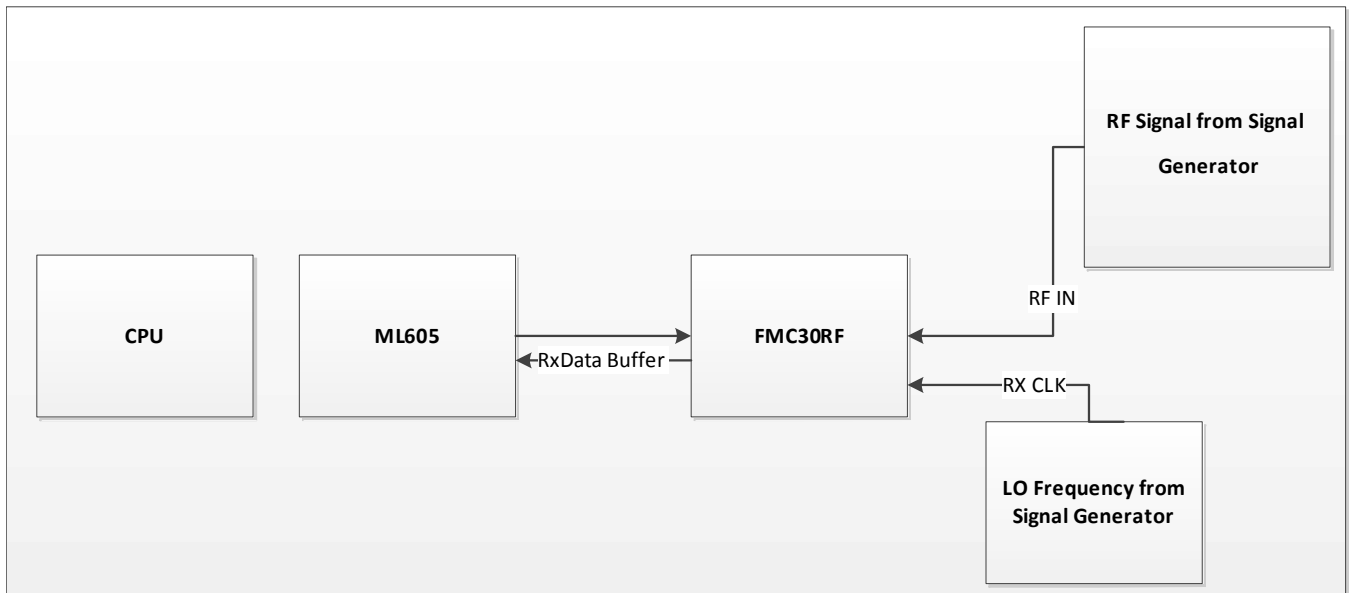 RF Signal from Signal
Generator
RF IN
CPU
ML605
FMC30RF
RxData Buffer
RX CLK
LO Frequency from
Signal Generator